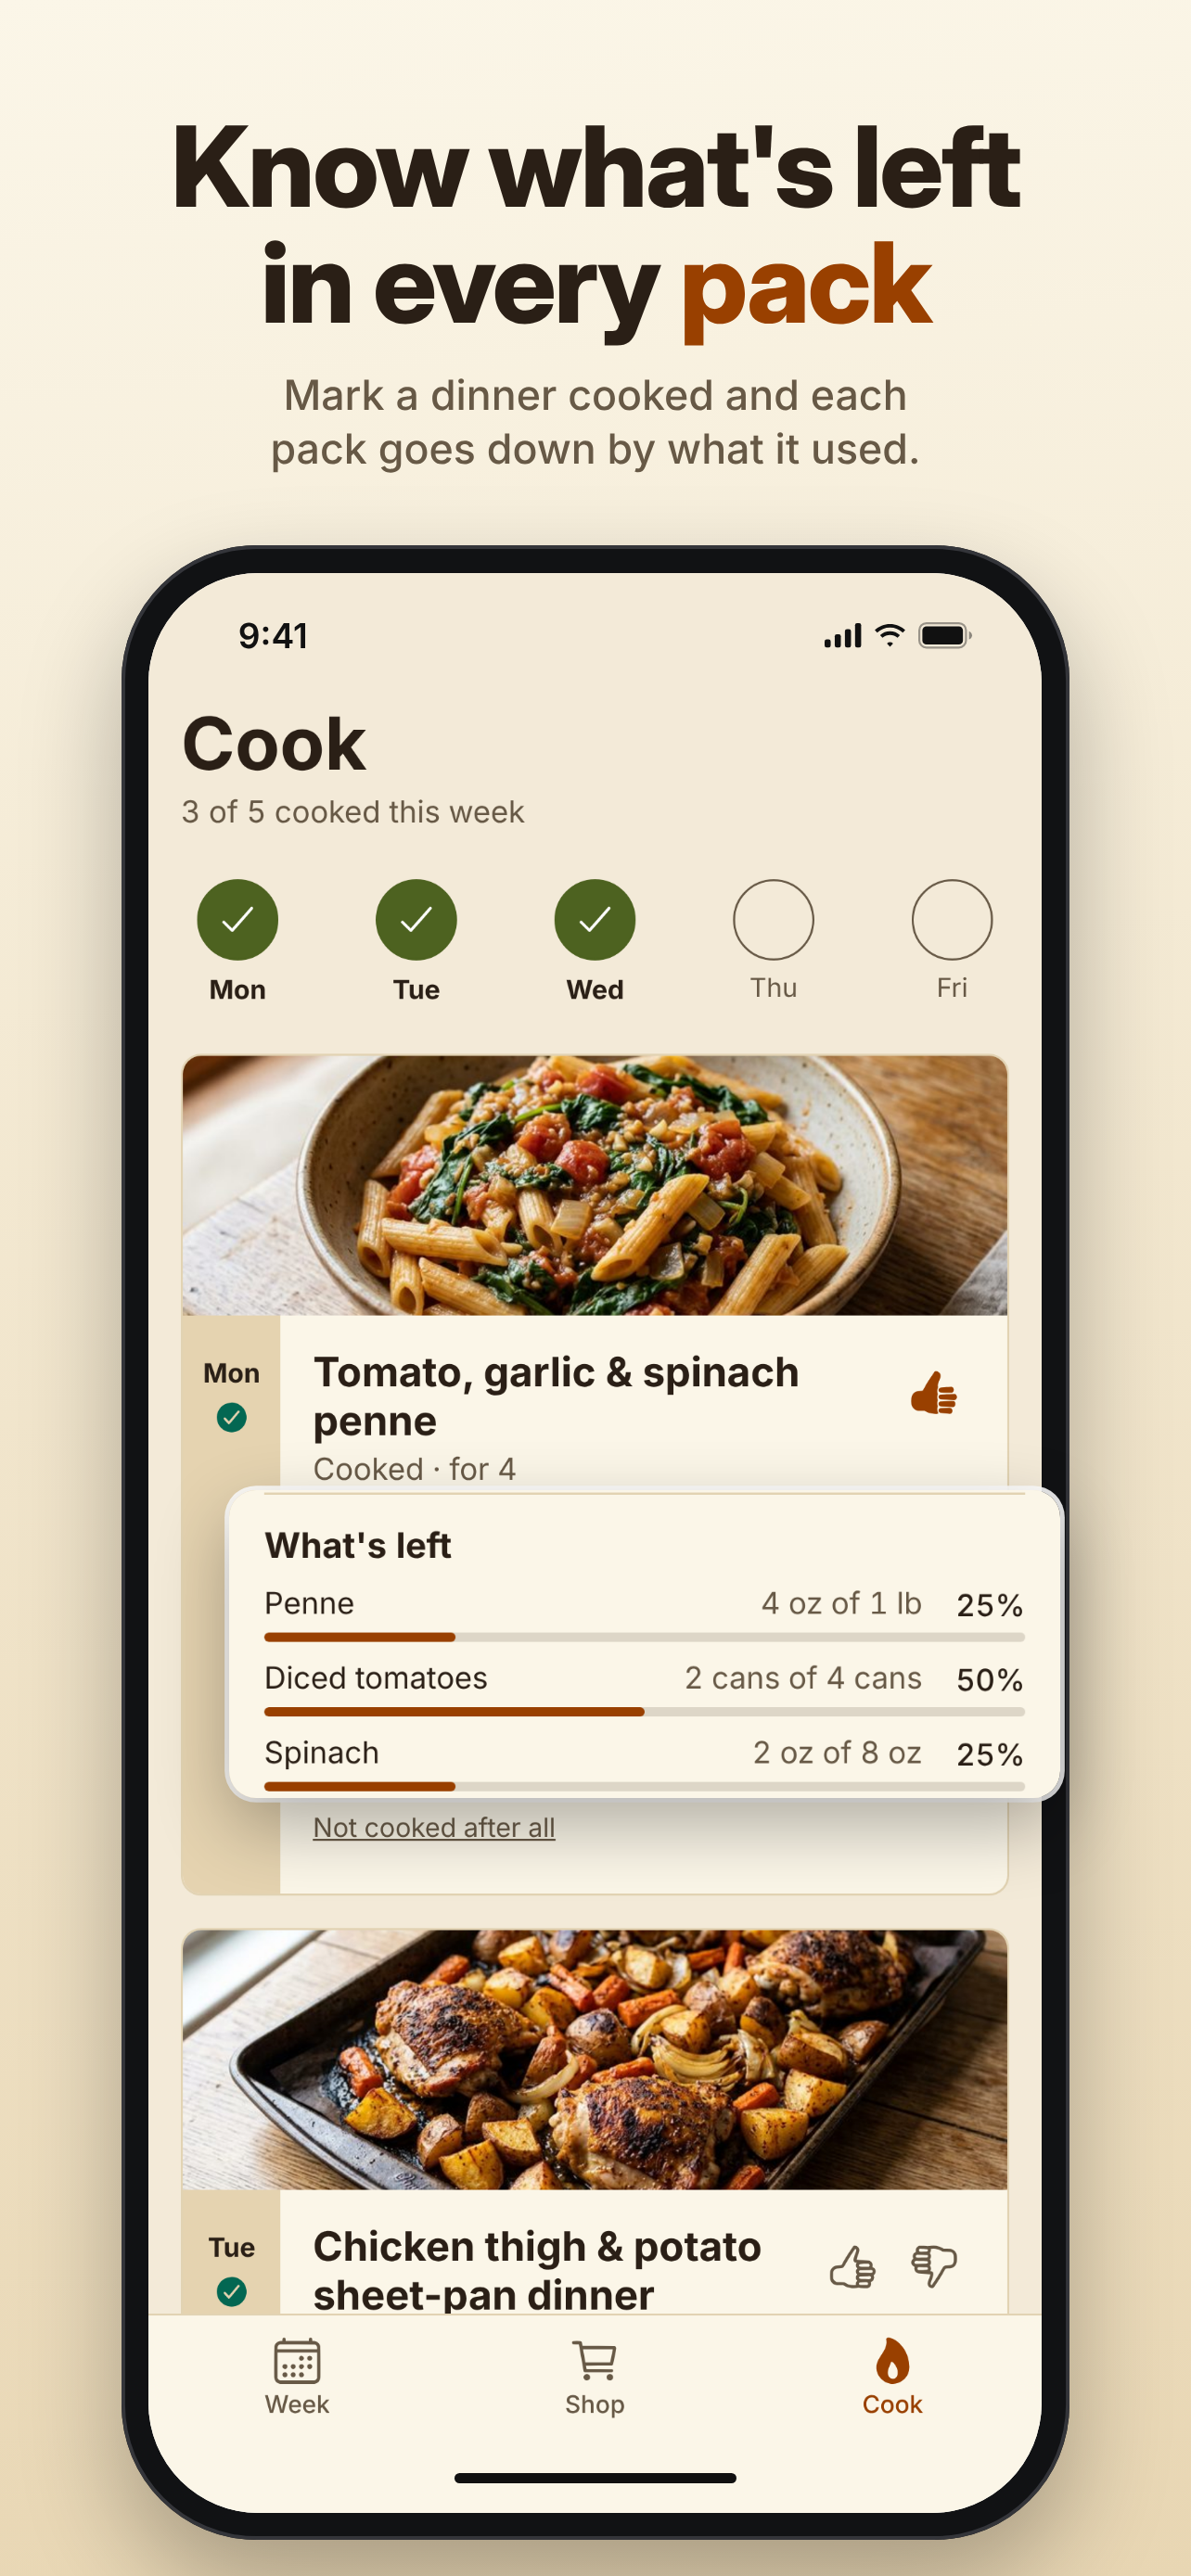 Know what's left
in every pack
Mark a dinner cooked and each
pack goes down by what it used.
9:41
Cook
3 of 5 cooked this week
Mon Tue Wed Thu Fri
Mon
Tomato, garlic & spinach
penne
Cooked · for 4
What's left
Penne 4 oz of 1 lb 25%
Diced tomatoes 2 cans of 4 cans 50%
Spinach 2 oz of 8 oz 25%
Not cooked after all
Tue
Chicken thigh & potato
sheet-pan dinner
Week Shop Cook